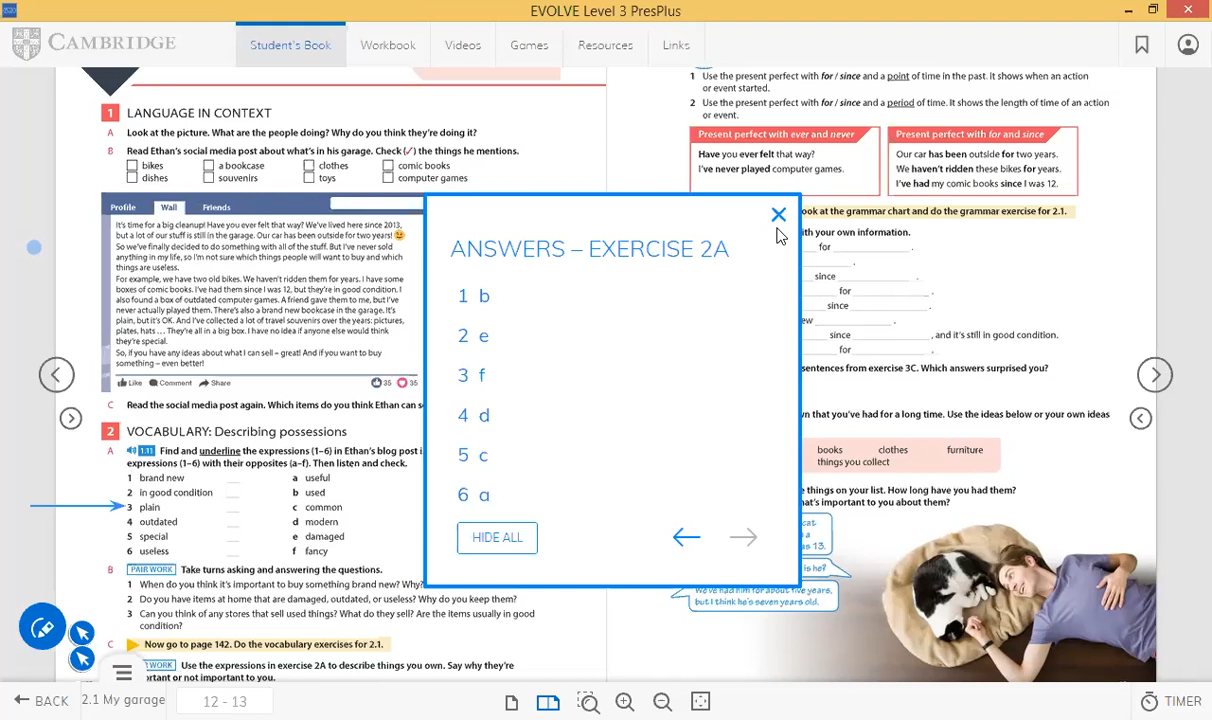 EVOLVE Level 3 PresPlus
CAMBRIDGE
Student's Book
Workbook
Videos
Games
Resources
Links
1 LANGUAGE IN CONTEXT
A Look at the picture. What are the people doing? Why do you think they're doing it?
B Read Ethan's social media post about what's in his garage. Check (✓) the things he mentions.
bikes a bookcase clothes comic books
dishes souvenirs toys computer games
Profile Wall Friends
It's time for a big cleanup! Have you ever felt that way? We've lived here since 2013,
but a lot of our stuff is still in the garage. Our car has been outside for two years!
So we've finally decided to do something with all of the stuff. But I've never sold
anything in my life, so I'm not sure which things people will want to buy and which
things are useless.
For example, we have two old bikes. We haven't ridden them for years. I have some
boxes of comic books. I've had them since I was 12, but they're in good condition. I
also found a box of outdated computer games. A friend gave them to me, but I've
never actually played them. There's also a brand new bookcase in the garage. It's
plain, but it's OK. And I've collected a lot of travel souvenirs over the years: pictures,
plates, hats … They're all in a big box. I have no idea if anyone else would think
they're special.
So, if you have any ideas about what I can sell – great! And if you want to buy
something – even better!
Like Comment Share 35 35
C Read the social media post again. Which items do you think Ethan can
2 VOCABULARY: Describing possessions
A 1.11 Find and underline the expressions (1–6) in Ethan's blog post
expressions (1–6) with their opposites (a–f). Then listen and check.
1 brand new a useful
2 in good condition b used
3 plain c common
4 outdated d modern
5 special e damaged
6 useless f fancy
B PAIR WORK Take turns asking and answering the questions.
1 When do you think it's important to buy something brand new? Why?
2 Do you have items at home that are damaged, outdated, or useless? Why do you keep them?
3 Can you think of any stores that sell used things? What do they sell? Are the items usually in good
condition?
C Now go to page 142. Do the vocabulary exercises for 2.1.
WORK Use the expressions in exercise 2A to describe things you own. Say why they're
ortant or not important to you.
ANSWERS – EXERCISE 2A
1 b
2 e
3 f
4 d
5 c
6 a
HIDE ALL
1 Use the present perfect with for / since and a point of time in the past. It shows when an action
or event started.
2 Use the present perfect with for / since and a period of time. It shows the length of time of an action
or event.
Present perfect with ever and never
Have you ever felt that way?
I've never played computer games.
Present perfect with for and since
Our car has been outside for two years.
We haven't ridden these bikes for years.
I've had my comic books since I was 12.
ook at the grammar chart and do the grammar exercise for 2.1.
ith your own information.
for .
.
since .
for .
since .
ew .
since , and it's still in good condition.
for .
sentences from exercise 3C. Which answers surprised you?
n that you've had for a long time. Use the ideas below or your own ideas
books clothes furniture
things you collect
e things on your list. How long have you had them?
hat's important to you about them?
cat
n a
s 13.
is he?
We've had him for about five years,
but I think he's seven years old.
BACK
2.1 My garage
12 - 13
TIMER